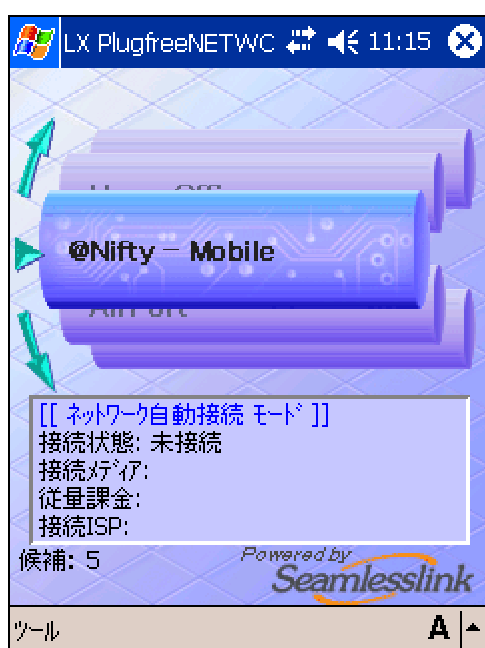 LX PlugfreeNETWC 11:15
@Nifty - Mobile
AirPort
[[ ﾈｯﾄﾜｰｸ自動接続 ﾓｰﾄﾞ ]]
接続状態: 未接続
接続ﾒﾃﾞｨｱ:
従量課金:
接続ISP:
候補: 5
Powered by
Seamlesslink
ﾂｰﾙ A